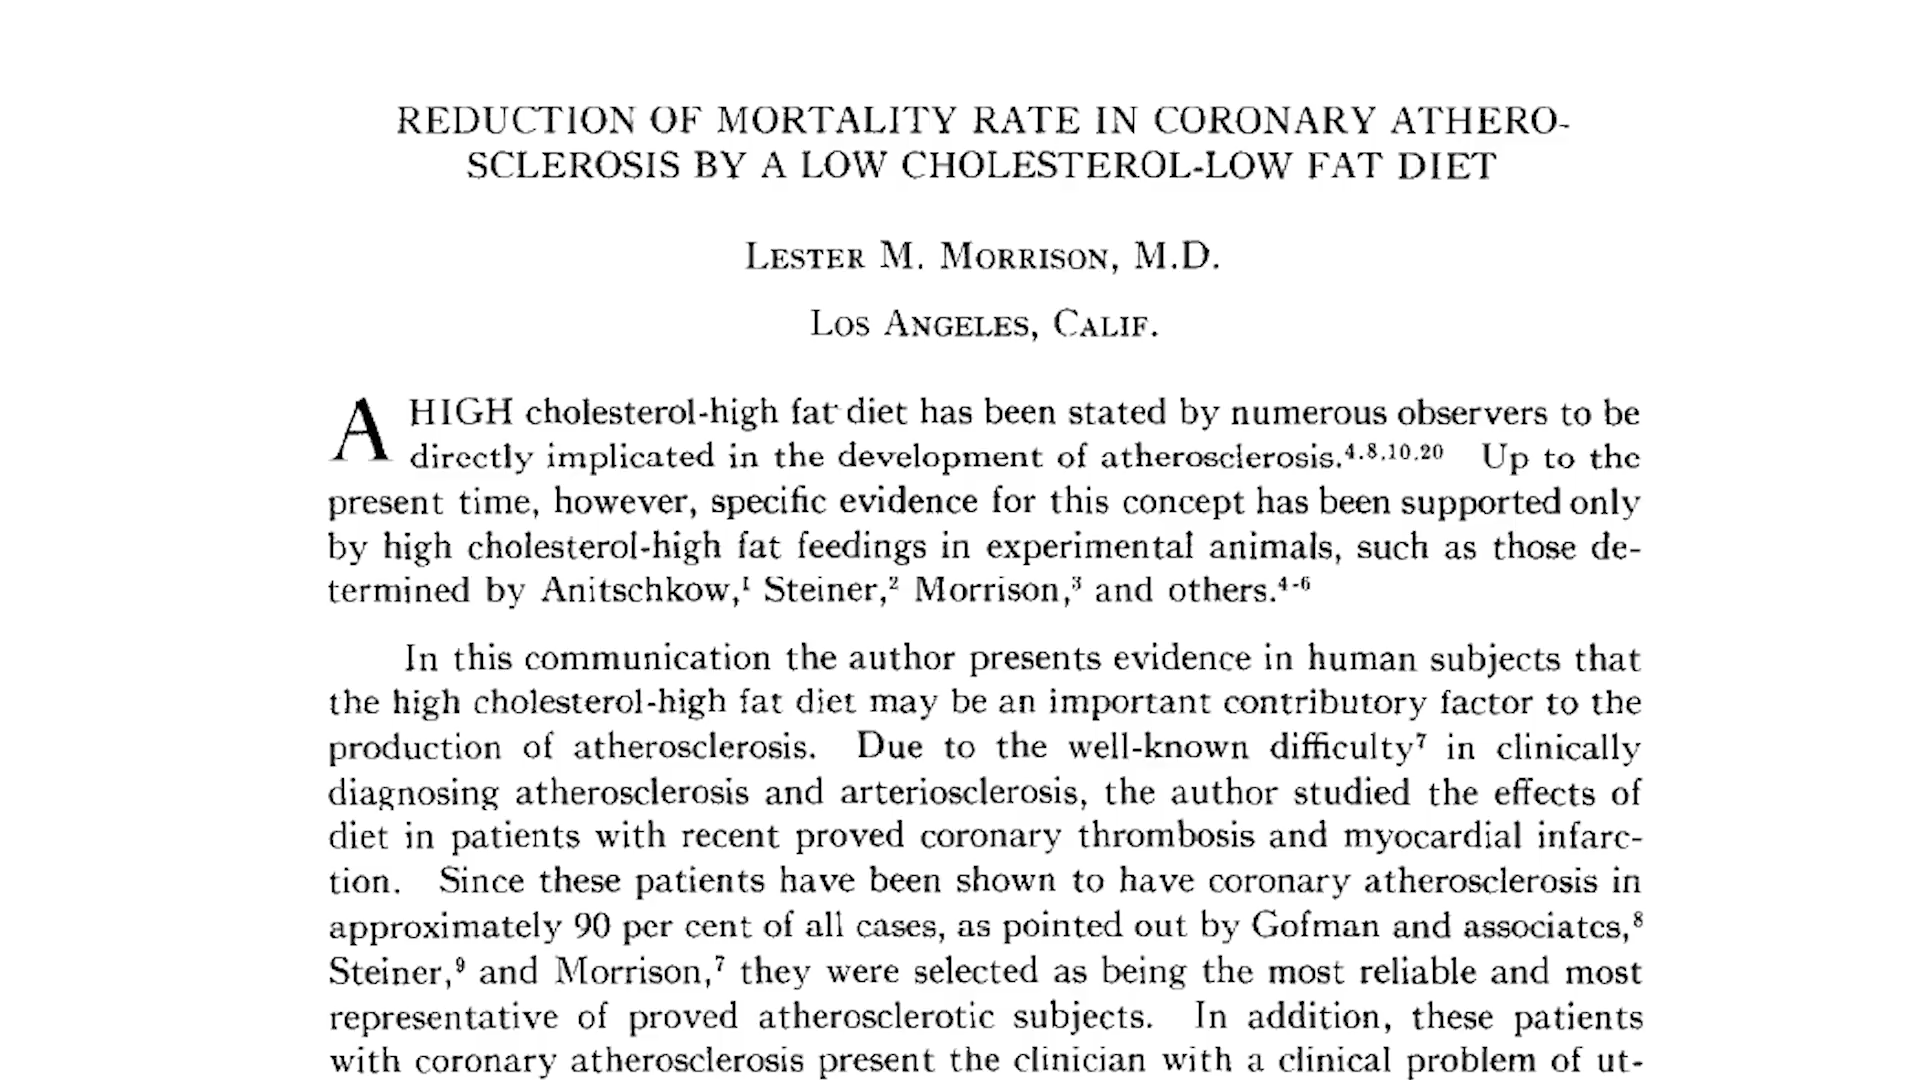 REDUCTION OF MORTALITY RATE IN CORONARY ATHERO-
SCLEROSIS BY A LOW CHOLESTEROL-LOW FAT DIET
LESTER M. MORRISON, M.D.
LOS ANGELES, CALIF.
A HIGH cholesterol-high fat diet has been stated by numerous observers to be
directly implicated in the development of atherosclerosis.⁴,⁸,¹⁰,²⁰ Up to the
present time, however, specific evidence for this concept has been supported only
by high cholesterol-high fat feedings in experimental animals, such as those de-
termined by Anitschkow,¹ Steiner,² Morrison,³ and others.⁴-⁶
In this communication the author presents evidence in human subjects that
the high cholesterol-high fat diet may be an important contributory factor to the
production of atherosclerosis. Due to the well-known difficulty⁷ in clinically
diagnosing atherosclerosis and arteriosclerosis, the author studied the effects of
diet in patients with recent proved coronary thrombosis and myocardial infarc-
tion. Since these patients have been shown to have coronary atherosclerosis in
approximately 90 per cent of all cases, as pointed out by Gofman and associates,⁸
Steiner,⁹ and Morrison,⁷ they were selected as being the most reliable and most
representative of proved atherosclerotic subjects. In addition, these patients
with coronary atherosclerosis present the clinician with a clinical problem of ut-